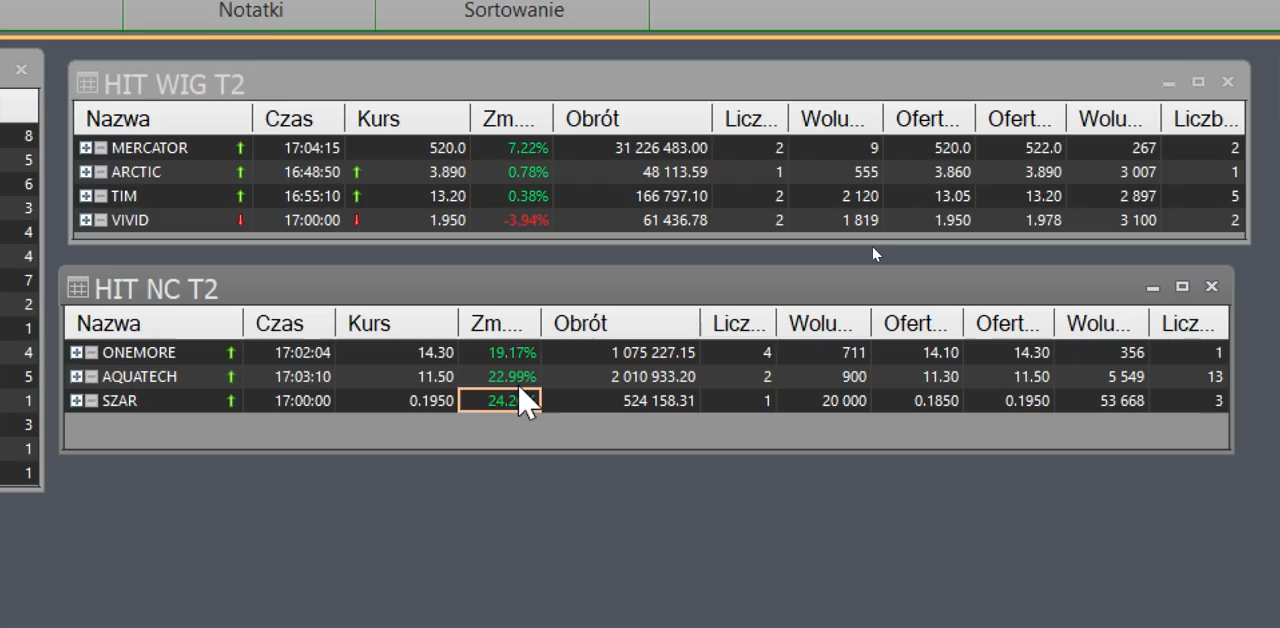 Notatki Sortowanie
HIT WIG T2
Nazwa Czas Kurs Zm.... Obrót Licz... Wolu... Ofert... Ofert... Wolu... Liczb...
MERCATOR 17:04:15 520.0 7.22% 31 226 483.00 2 9 520.0 522.0 267 2
ARCTIC 16:48:50 3.890 0.78% 48 113.59 1 555 3.860 3.890 3 007 1
TIM 16:55:10 13.20 0.38% 166 797.10 2 2 120 13.05 13.20 2 897 5
VIVID 17:00:00 1.950 -3.94% 61 436.78 2 1 819 1.950 1.978 3 100 2
HIT NC T2
Nazwa Czas Kurs Zm.... Obrót Licz... Wolu... Ofert... Ofert... Wolu... Licz...
ONEMORE 17:02:04 14.30 19.17% 1 075 227.15 4 711 14.10 14.30 356 1
AQUATECH 17:03:10 11.50 22.99% 2 010 933.20 2 900 11.30 11.50 5 549 13
SZAR 17:00:00 0.1950 524 158.31 1 20 000 0.1850 0.1950 53 668 3
8
5
6
3
4
4
7
2
1
4
5
1
3
1
1